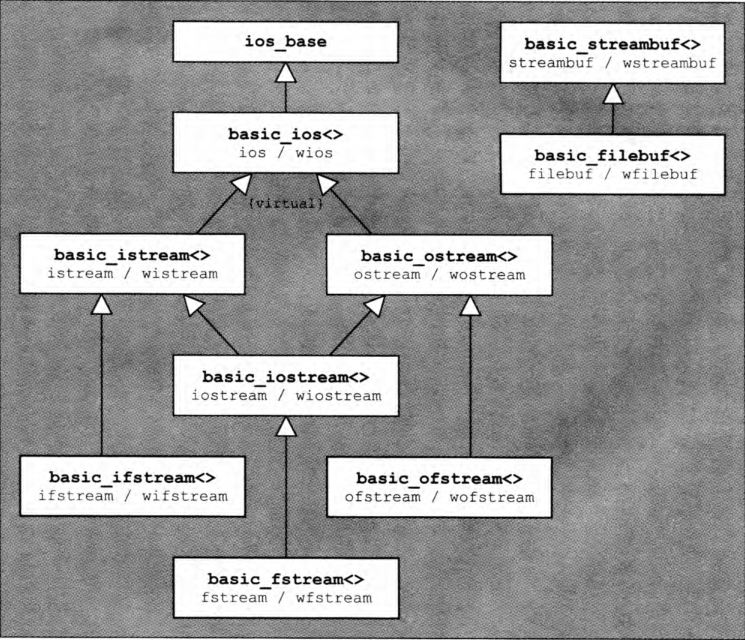 ios_base
basic_streambuf<>
streambuf / wstreambuf
basic_ios<>
ios / wios
basic_filebuf<>
filebuf / wfilebuf
{virtual}
basic_istream<>
istream / wistream
basic_ostream<>
ostream / wostream
basic_iostream<>
iostream / wiostream
basic_ifstream<>
ifstream / wifstream
basic_ofstream<>
ofstream / wofstream
basic_fstream<>
fstream / wfstream